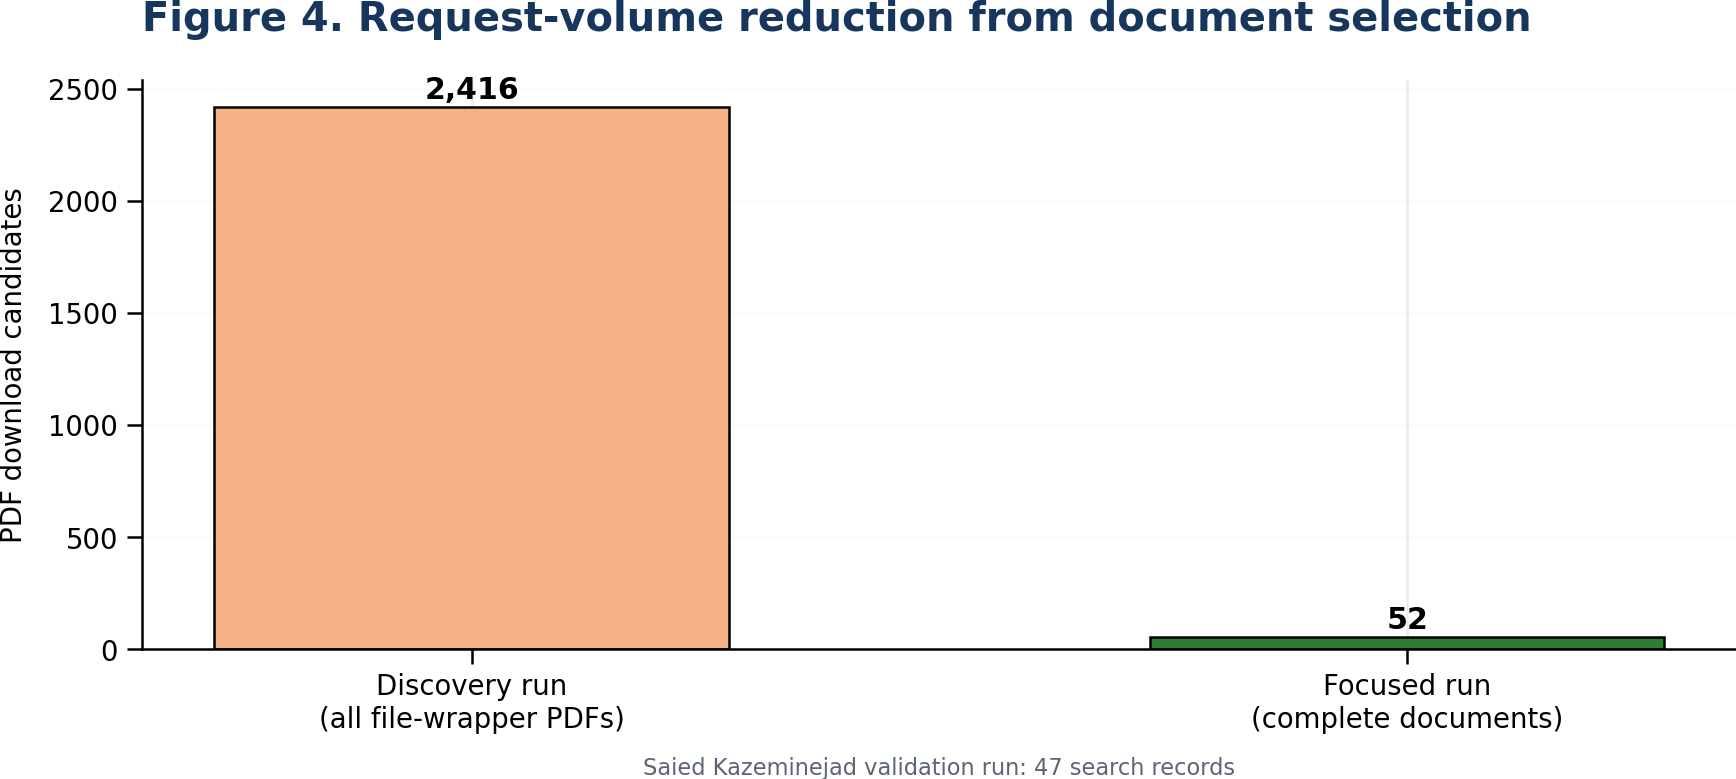 Figure 4. Request-volume reduction from document selection
PDF download candidates
2500
2000
1500
1000
500
0
2,416
52
Discovery run
(all file-wrapper PDFs)
Focused run
(complete documents)
Saied Kazeminejad validation run: 47 search records